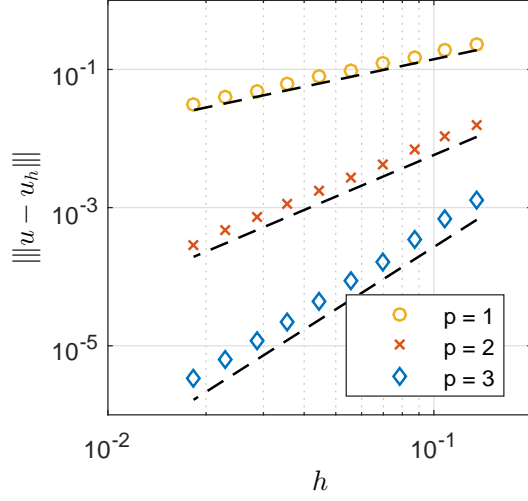 10^-1
10^-3
10^-5
|||u − u_h|||
p = 1
p = 2
p = 3
10^-2
10^-1
h